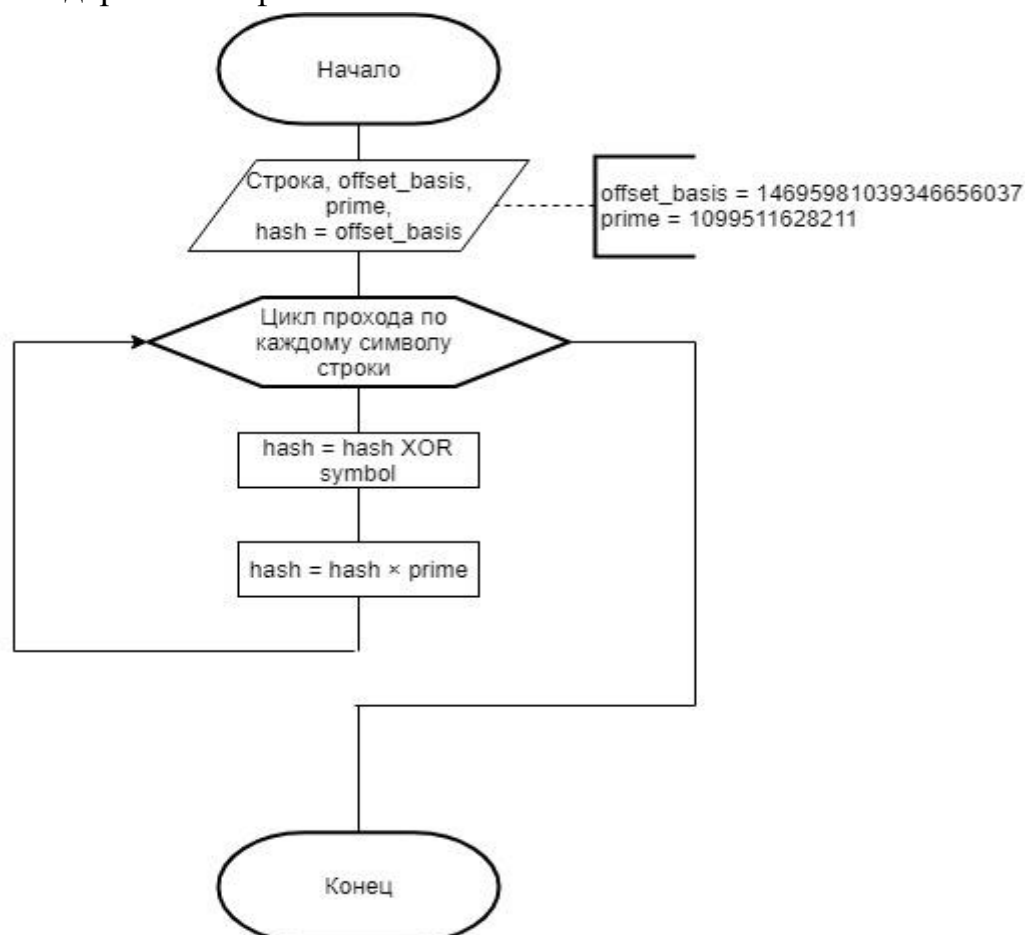 Начало
Строка, offset_basis,
prime,
hash = offset_basis
offset_basis = 14695981039346656037
prime = 1099511628211
Цикл прохода по
каждому символу
строки
hash = hash XOR
symbol
hash = hash × prime
Конец